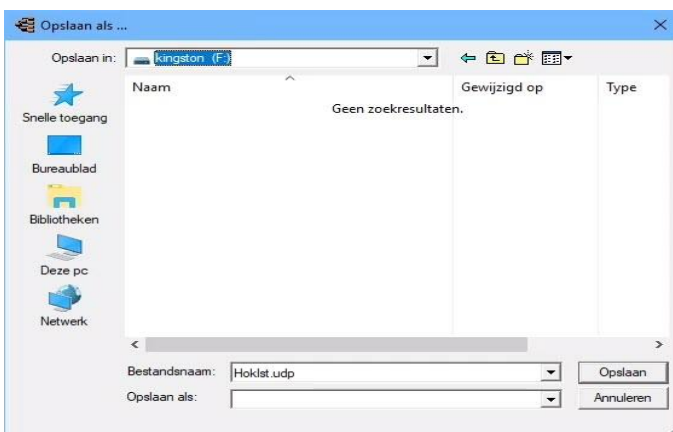 Opslaan als ...
Opslaan in: kingston (F:)
Naam Gewijzigd op Type
Geen zoekresultaten.
Snelle toegang
Bureaublad
Bibliotheken
Deze pc
Netwerk
Bestandsnaam: Hoklst.udp Opslaan
Opslaan als: Annuleren